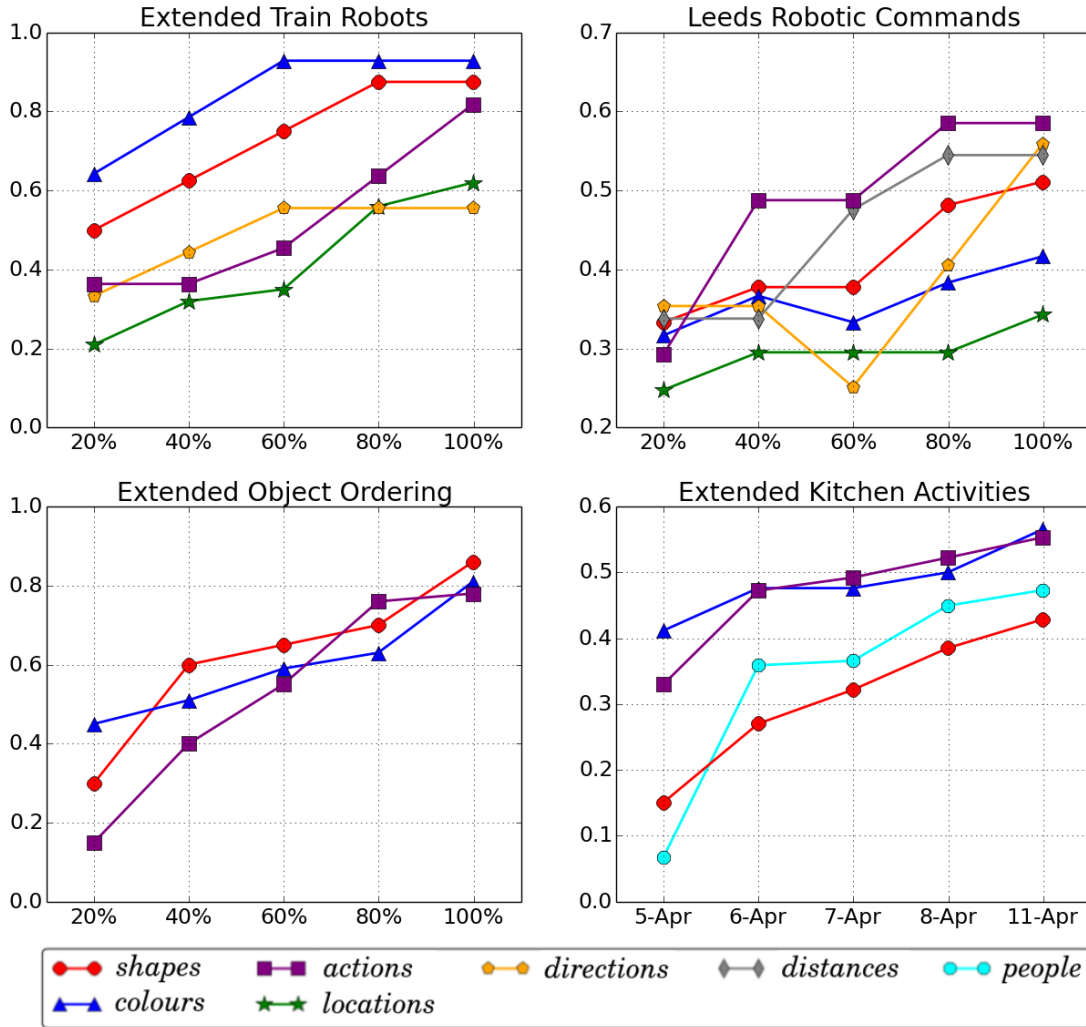 Extended Train Robots
1.0
0.8
0.6
0.4
0.2
0.0
20% 40% 60% 80% 100%
Leeds Robotic Commands
0.7
0.6
0.5
0.4
0.3
0.2
20% 40% 60% 80% 100%
Extended Object Ordering
1.0
0.8
0.6
0.4
0.2
0.0
20% 40% 60% 80% 100%
Extended Kitchen Activities
0.6
0.5
0.4
0.3
0.2
0.1
0.0
5-Apr 6-Apr 7-Apr 8-Apr 11-Apr
shapes actions directions distances people
colours locations